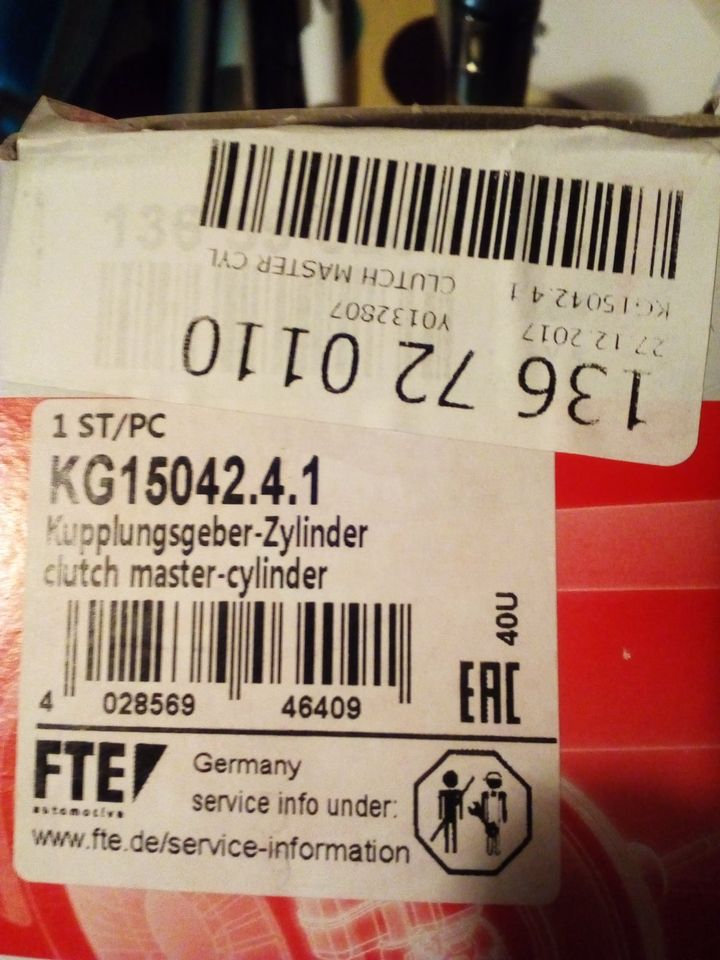 136 72 0110
27.12.2017 Y0132807
KG15042.4.1 CLUTCH MASTER CYL
1 ST/PC
KG15042.4.1
Kupplungsgeber-Zylinder
clutch master-cylinder
40U
4 028569 46409
EAC
FTE
automotive
Germany
service info under:
www.fte.de/service-information